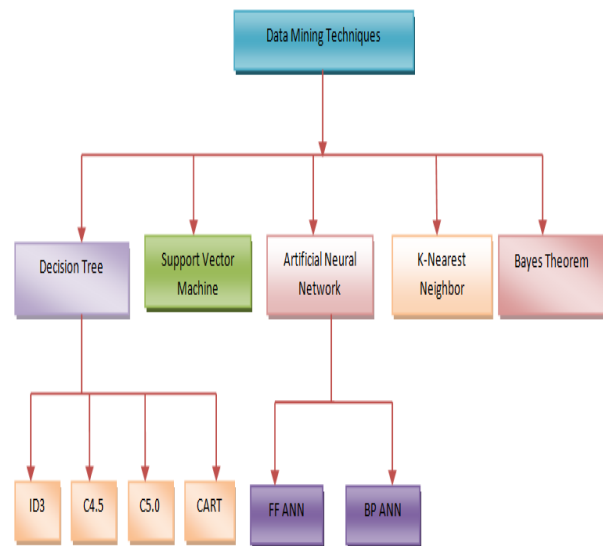 Data Mining Techniques
Decision Tree
Support Vector
Machine
Artificial Neural
Network
K-Nearest
Neighbor
Bayes Theorem
ID3
C4.5
C5.0
CART
FF ANN
BP ANN